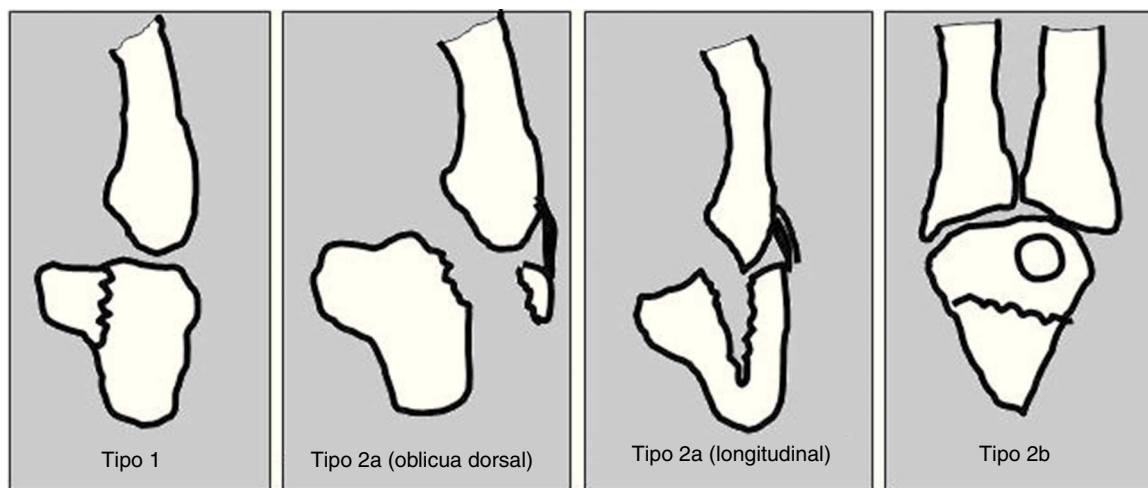 Tipo 1
Tipo 2a (oblicua dorsal)
Tipo 2a (longitudinal)
Tipo 2b